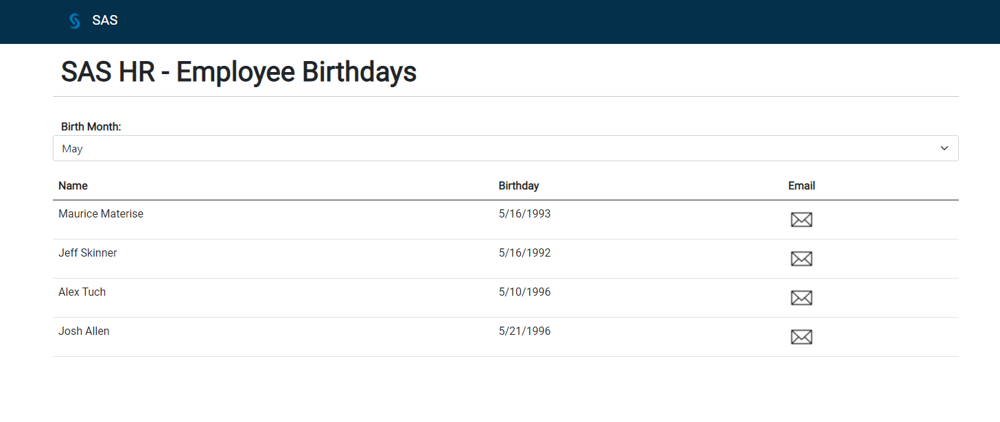 SAS
SAS HR - Employee Birthdays
Birth Month:
May
Name Birthday Email
Maurice Materise 5/16/1993
Jeff Skinner 5/16/1992
Alex Tuch 5/10/1996
Josh Allen 5/21/1996